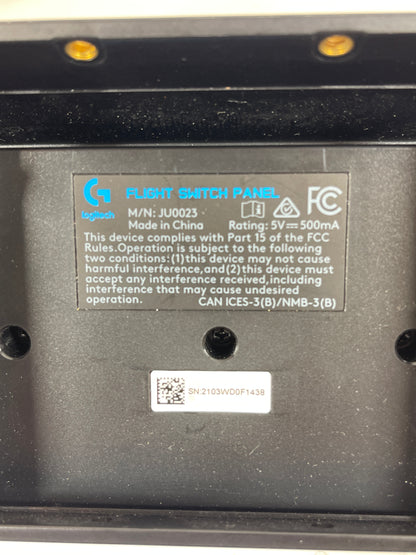 FLIGHT SWITCH PANEL
logitech
M/N: JU0023
FC
Made in China
Rating: 5V⎓500mA
This device complies with Part 15 of the FCC
Rules.Operation is subject to the following
two conditions:(1)this device may not cause
harmful interference,and(2)this device must
accept any interference received,including
interference that may cause undesired
operation.
CAN ICES-3(B)/NMB-3(B)
SN:2103WD0F1438